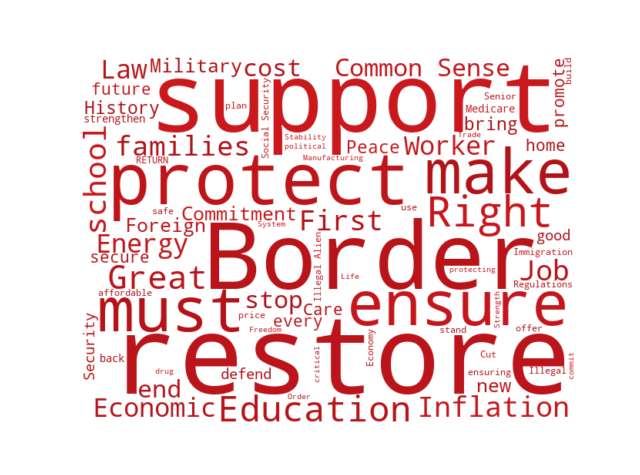 Law Military cost Common Sense build
future support Senior promote
History plan Social Security Medicare
strengthen bring
families Stability political Peace Worker Trade home
RETURN Manufacturing
school protect make
safe Commitment First use Right
Foreign System
Energy Border good
secure Illegal Alien Life protecting Immigration
Great Job
affordable must stop Care ensure Strength Regulations
price every offer
Security Freedom Economy stand
back restore Cut Illegal
drug defend critical ensuring commit
end Order new
Economic Education Inflation